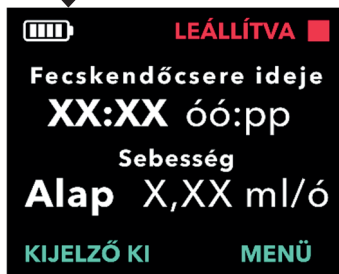 LEÁLLÍTVA
Fecskendőcsere ideje
XX:XX óó:pp
Sebesség
Alap X,XX ml/ó
KIJELZŐ KI MENÜ